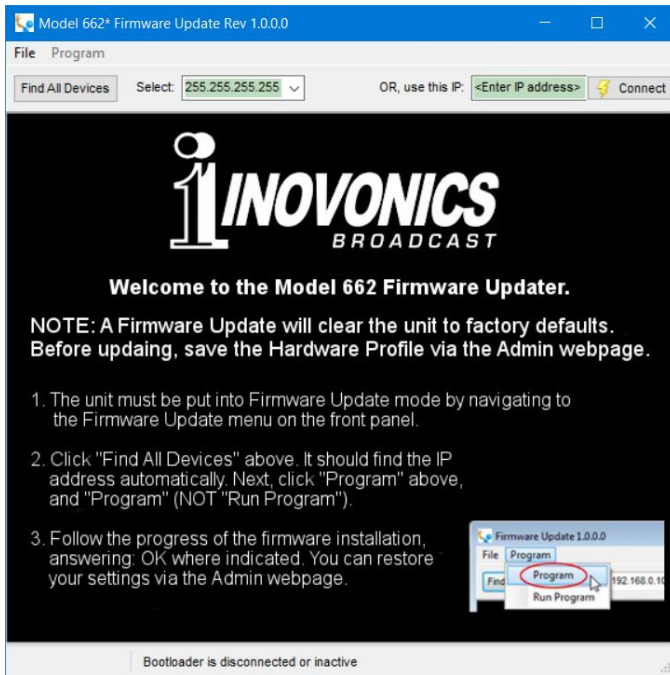 Model 662* Firmware Update Rev 1.0.0.0
File Program
Find All Devices Select: 255.255.255.255 OR, use this IP: <Enter IP address> Connect
INOVONICS
BROADCAST
Welcome to the Model 662 Firmware Updater.
NOTE: A Firmware Update will clear the unit to factory defaults.
Before updaing, save the Hardware Profile via the Admin webpage.
1. The unit must be put into Firmware Update mode by navigating to
the Firmware Update menu on the front panel.
2. Click "Find All Devices" above. It should find the IP
address automatically. Next, click "Program" above,
and "Program" (NOT "Run Program").
3. Follow the progress of the firmware installation,
answering: OK where indicated. You can restore
your settings via the Admin webpage.
Firmware Update 1.0.0.0
File Program
Find Program 192.168.0.10
Run Program
Bootloader is disconnected or inactive